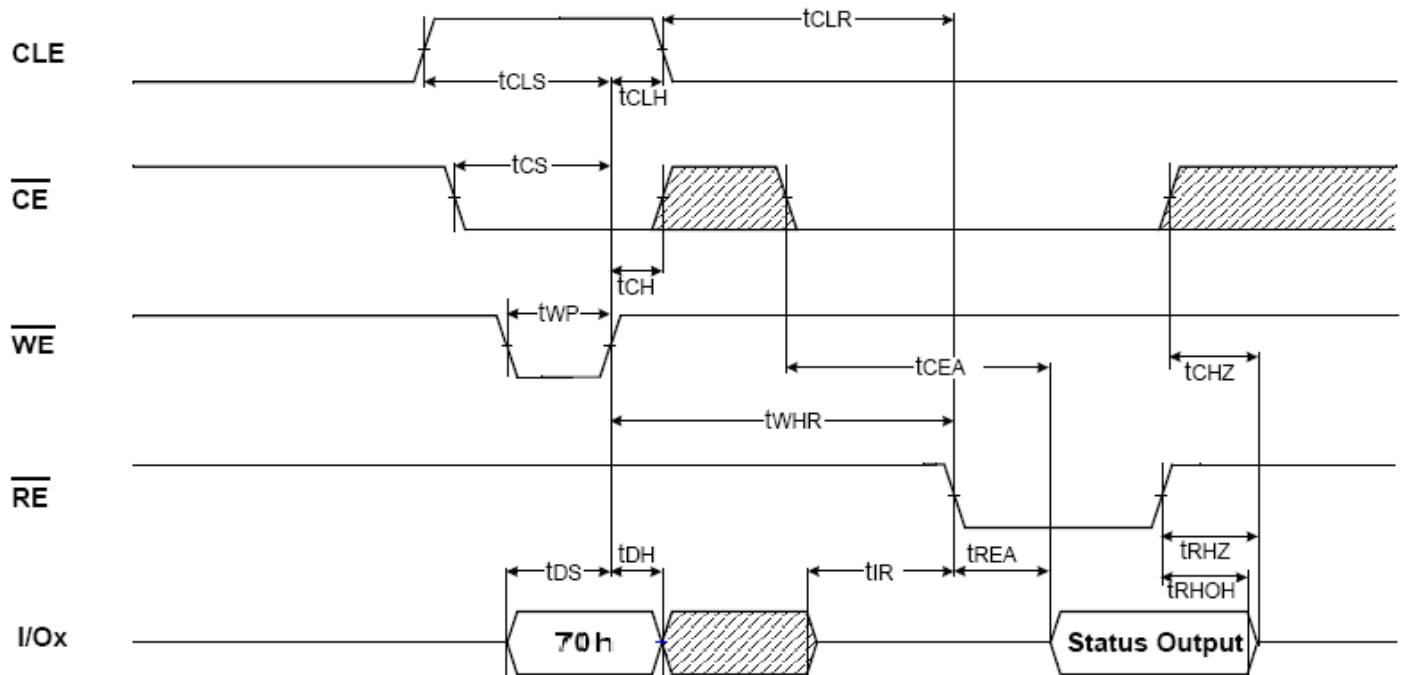 CLE
tCLR
tCLS
tCLH
CE
tCS
tCH
WE
tWP
tCEA
tCHZ
tWHR
RE
tDS
tDH
tIR
tREA
tRHZ
tRHOH
I/Ox
70h
Status Output